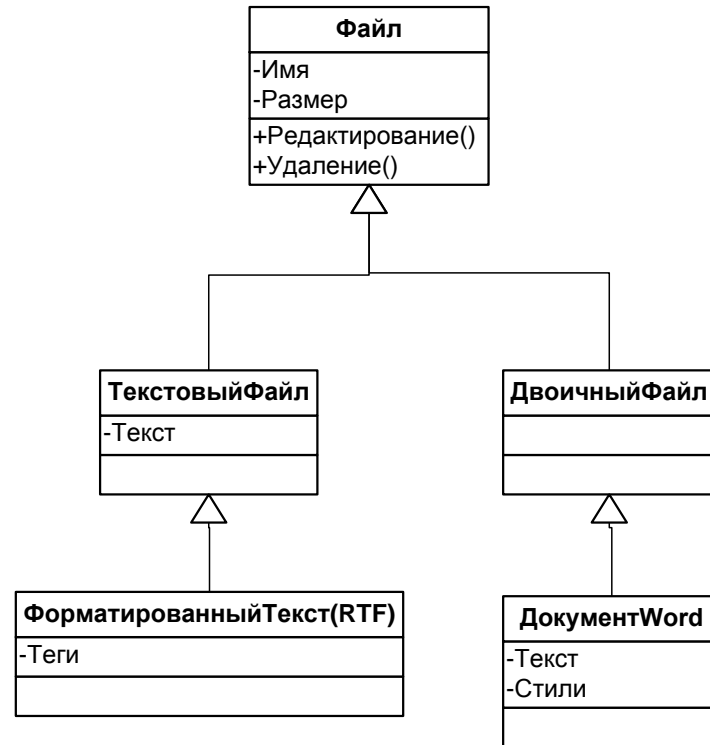 Файл
-Имя
-Размер
+Редактирование()
+Удаление()
ТекстовыйФайл
-Текст
ДвоичныйФайл
ФорматированныйТекст(RTF)
-Теги
ДокументWord
-Текст
-Стили